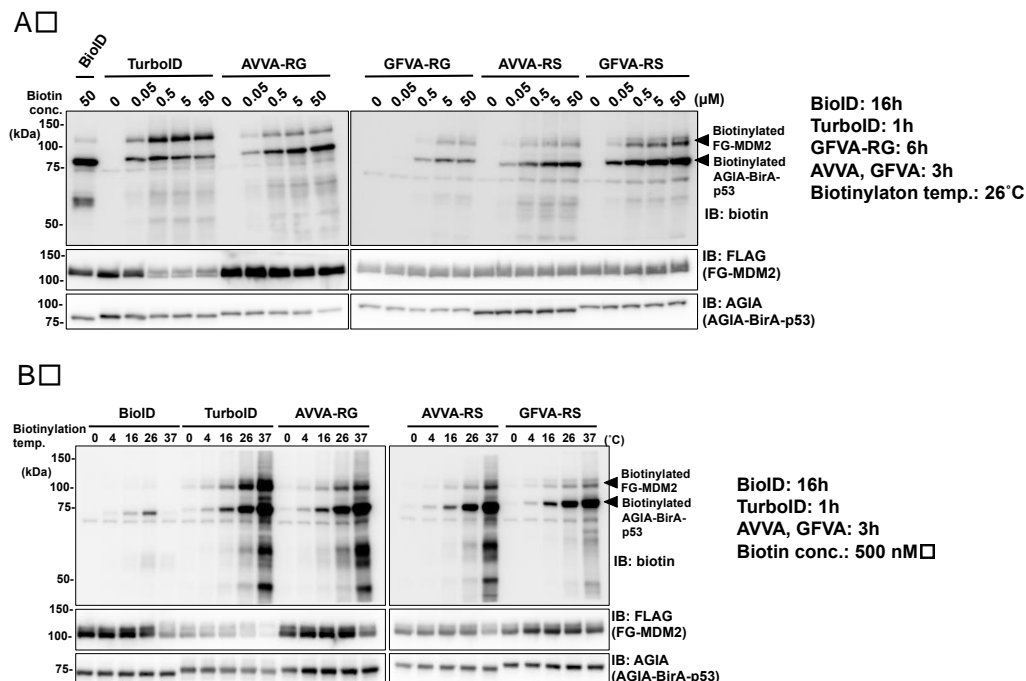 A□
BioID
TurboID AVVA-RG GFVA-RG AVVA-RS GFVA-RS
Biotin conc. 50 0 0.05 0.5 5 50 0 0.05 0.5 5 50 0 0.05 0.5 5 50 0 0.05 0.5 5 50 0 0.05 0.5 5 50 (μM)
(kDa)
150-
100-
75-
50-
Biotinylated
FG-MDM2
Biotinylated
AGIA-BirA-
p53
IB: biotin
BioID: 16h
TurboID: 1h
GFVA-RG: 6h
AVVA, GFVA: 3h
Biotinylaton temp.: 26˚C
150-
100-
IB: FLAG
(FG-MDM2)
100-
75-
IB: AGIA
(AGIA-BirA-p53)
B□
BioID TurboID AVVA-RG AVVA-RS GFVA-RS
Biotinylation
temp. 0 4 16 26 37 0 4 16 26 37 0 4 16 26 37 0 4 16 26 37 0 4 16 26 37 (˚C)
(kDa)
150-
100-
75-
50-
Biotinylated
FG-MDM2
Biotinylated
AGIA-BirA-
p53
IB: biotin
BioID: 16h
TurboID: 1h
AVVA, GFVA: 3h
Biotin conc.: 500 nM□
150-
100-
IB: FLAG
(FG-MDM2)
75-
IB: AGIA
(AGIA-BirA-p53)